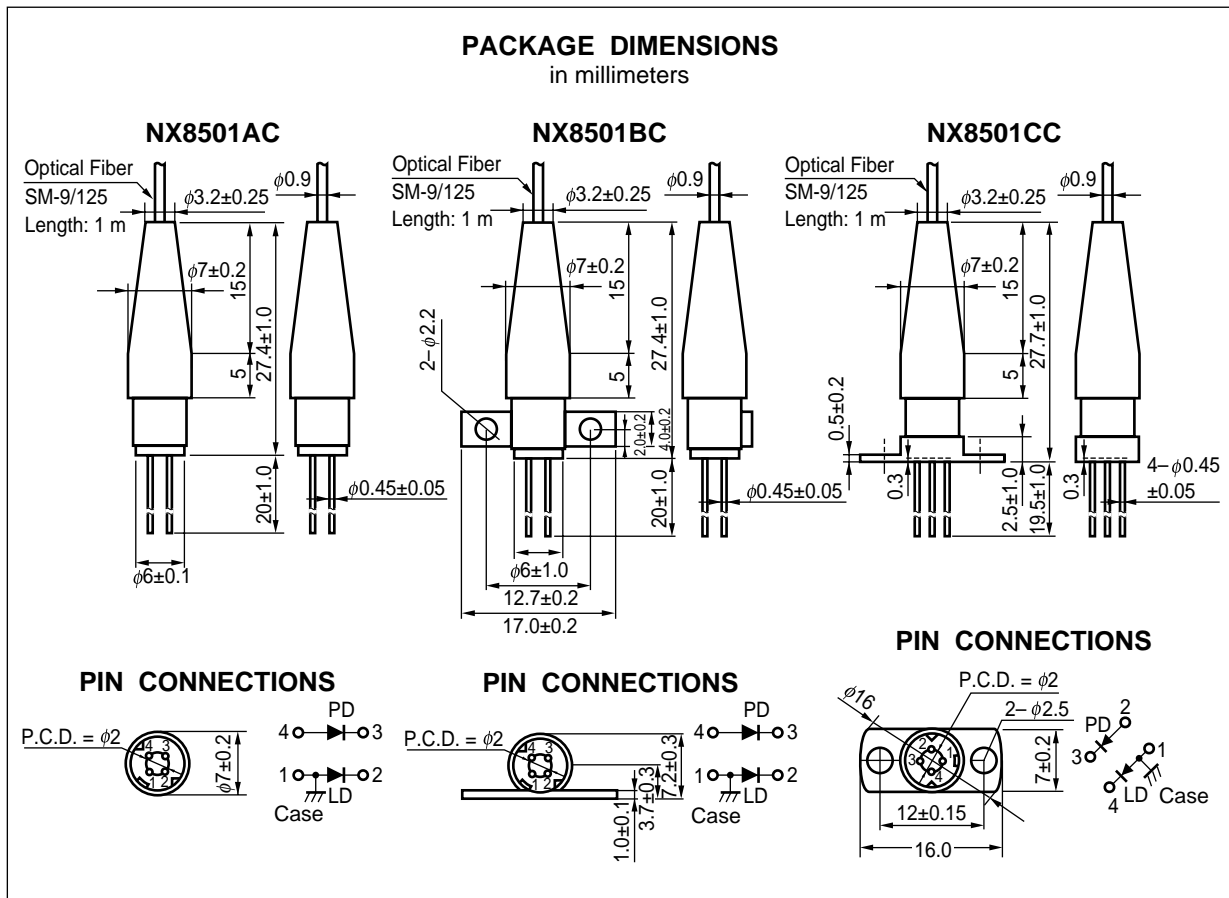 PACKAGE DIMENSIONS
in millimeters
NX8501AC
Optical Fiber
SM-9/125
Length: 1 m
φ3.2±0.25
φ0.9
φ7±0.2
15
27.4±1.0
5
20±1.0
φ0.45±0.05
φ6±0.1
NX8501BC
Optical Fiber
SM-9/125
Length: 1 m
φ3.2±0.25
φ0.9
φ7±0.2
15
27.4±1.0
2–φ2.2
5
2.0±0.2
4.0±0.2
20±1.0
φ0.45±0.05
φ6±1.0
12.7±0.2
17.0±0.2
NX8501CC
Optical Fiber
SM-9/125
Length: 1 m
φ3.2±0.25
φ0.9
φ7±0.2
15
27.7±1.0
5
0.5±0.2
0.3
2.5±1.0
19.5±1.0
0.3
4–φ0.45
±0.05
PIN CONNECTIONS
P.C.D. = φ2
4 3
1 2
φ7±0.2
PD
4 3
1 2
LD
Case
PIN CONNECTIONS
P.C.D. = φ2
4 3
1 2
1.0±0.1
3.7±0.3
7.2±0.3
PD
4 3
1 2
LD
Case
PIN CONNECTIONS
φ16
P.C.D. = φ2
2–φ2.5
2
3 1
4
7±0.2
12±0.15
16.0
2
PD
3
1
LD
4
Case